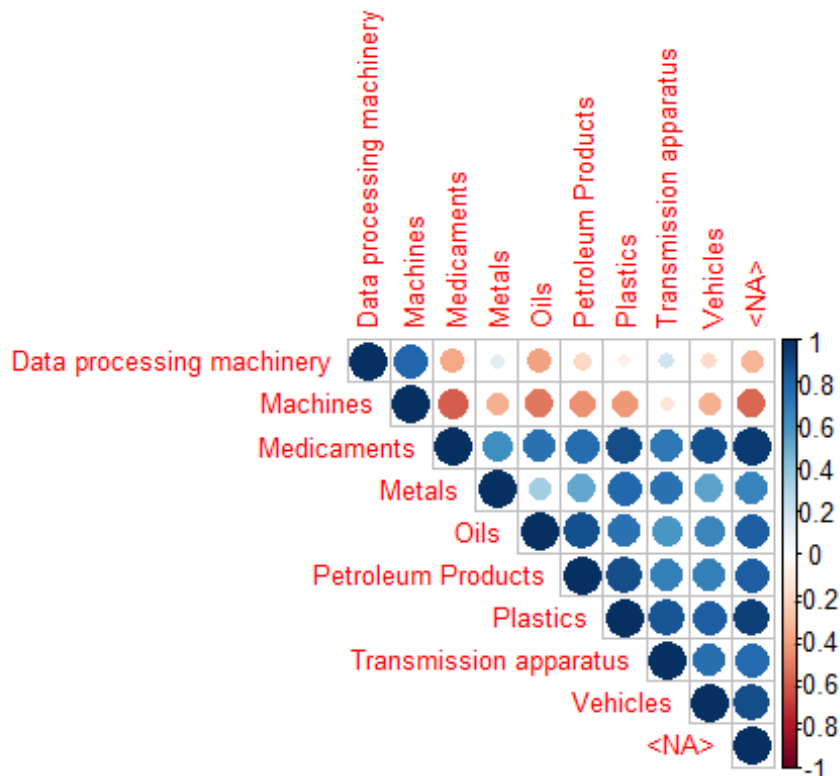 Data processing machinery
Machines
Medicaments
Metals
Oils
Petroleum Products
Plastics
Transmission apparatus
Vehicles
<NA>
Data processing machinery
Machines
Medicaments
Metals
Oils
Petroleum Products
Plastics
Transmission apparatus
Vehicles
<NA>
1
0.8
0.6
0.4
0.2
0
-0.2
-0.4
-0.6
-0.8
-1